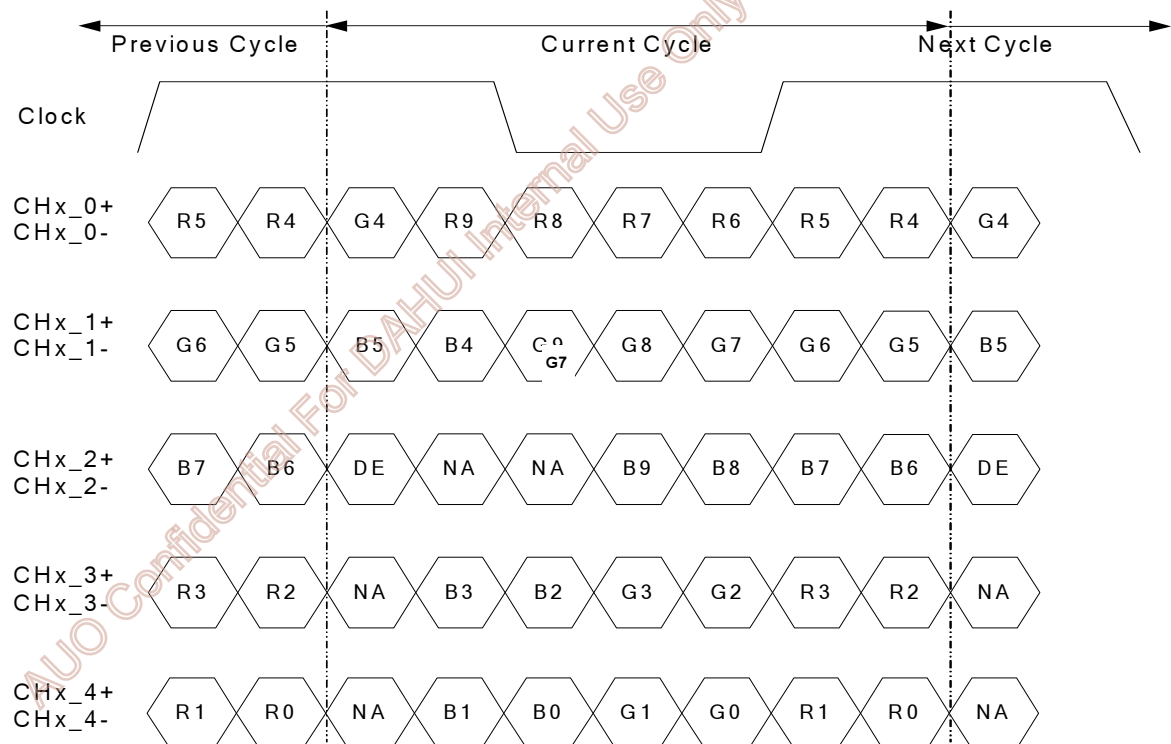 Previous Cycle Current Cycle Next Cycle
Clock
CHx_0+
CHx_0-
R5 R4 G4 R9 R8 R7 R6 R5 R4 G4
CHx_1+
CHx_1-
G6 G5 B5 B4 G7 G8 G7 G6 G5 B5
CHx_2+
CHx_2-
B7 B6 DE NA NA B9 B8 B7 B6 DE
CHx_3+
CHx_3-
R3 R2 NA B3 B2 G3 G2 R3 R2 NA
CHx_4+
CHx_4-
R1 R0 NA B1 B0 G1 G0 R1 R0 NA
AUO Confidential For DAHUI Internal Use Only